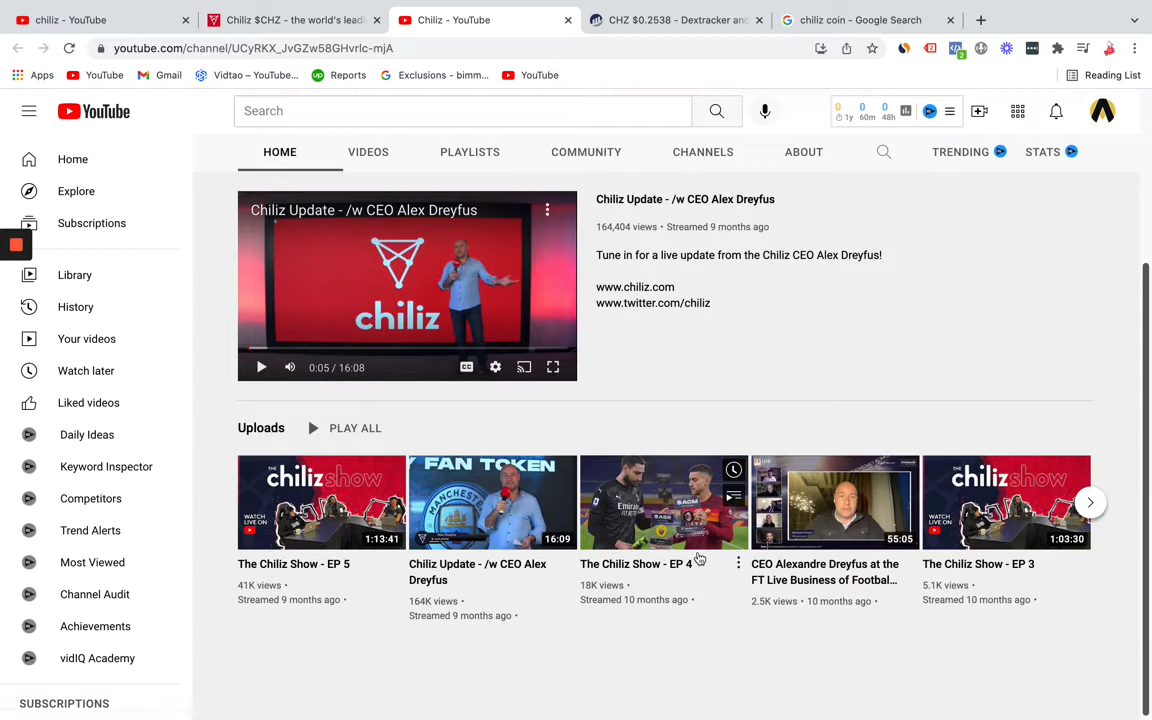 chiliz - YouTube
Chiliz $CHZ - the world's leadi
Chiliz - YouTube
CHZ $0.2538 - Dextracker and
chiliz coin - Google Search
youtube.com/channel/UCyRKX_JvGZw58GHvrlc-mjA
2
Apps
YouTube
Gmail
Vidtao – YouTube...
Reports
Exclusions - bimm...
YouTube
Reading List
YouTube
Search
0 0 0
1y 60m 48h
HOME
VIDEOS
PLAYLISTS
COMMUNITY
CHANNELS
ABOUT
TRENDING
STATS
Home
Explore
Subscriptions
Library
History
Your videos
Watch later
Liked videos
Daily Ideas
Keyword Inspector
Competitors
Trend Alerts
Most Viewed
Channel Audit
Achievements
vidIQ Academy
SUBSCRIPTIONS
Chiliz Update - /w CEO Alex Dreyfus
chiliz
0:05 / 16:08
Chiliz Update - /w CEO Alex Dreyfus
164,404 views • Streamed 9 months ago
Tune in for a live update from the Chiliz CEO Alex Dreyfus!
www.chiliz.com
www.twitter.com/chiliz
Uploads
PLAY ALL
THE
chilizshow
WATCH
LIVE ON
1:13:41
The Chiliz Show - EP 5
41K views •
Streamed 9 months ago •
FAN TOKEN
MANCHESTER
16:09
Chiliz Update - /w CEO Alex
Dreyfus
164K views •
Streamed 9 months ago •
The Chiliz Show - EP 4
18K views •
Streamed 10 months ago •
LIVE
55:05
CEO Alexandre Dreyfus at the
FT Live Business of Footbal...
2.5K views • 10 months ago •
THE
chilizshow
WATCH
LIVE ON
1:03:30
The Chiliz Show - EP 3
5.1K views •
Streamed 10 months ago •